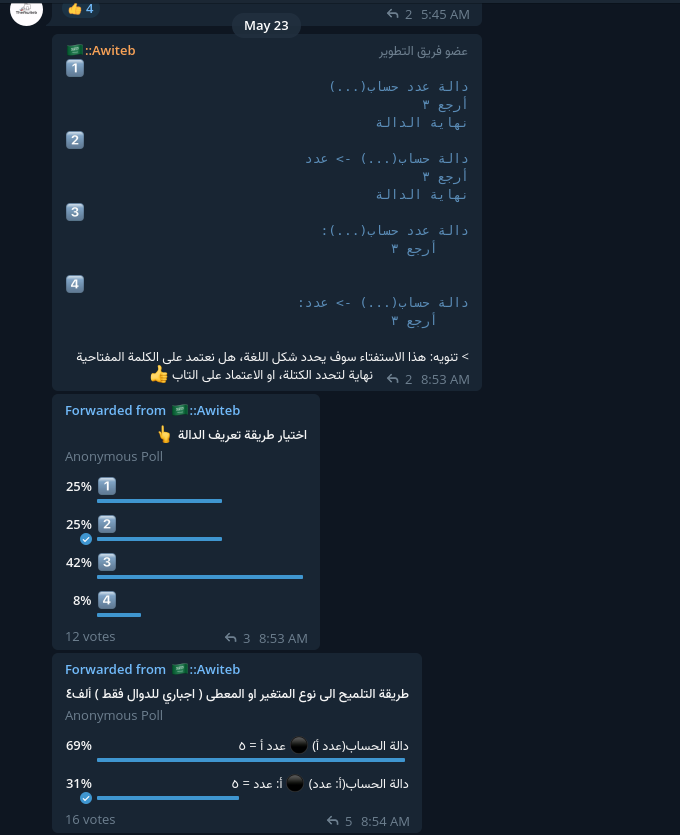 👍 4
2 5:45 AM
May 23
🇸🇦::Awiteb
عضو فريق التطوير
1️⃣
دالة عدد حساب(...)
أرجع ٣
نهاية الدالة
2️⃣
دالة حساب(...) -> عدد
أرجع ٣
نهاية الدالة
3️⃣
دالة عدد حساب(...):
أرجع ٣
4️⃣
دالة حساب(...) -> عدد:
أرجع ٣
> تنويه: هذا الاستفتاء سوف يحدد شكل اللغة، هل نعتمد على الكلمة المفتاحية
نهاية لتحدد الكتلة، او الاعتماد على التاب 👍
2 8:53 AM
Forwarded from 🇸🇦::Awiteb
اختيار طريقة تعريف الدالة 👆
Anonymous Poll
25% 1️⃣
25% 2️⃣
42% 3️⃣
8% 4️⃣
12 votes
3 8:53 AM
Forwarded from 🇸🇦::Awiteb
طريقة التلميح الى نوع المتغير او المعطى ( اجباري للدوال فقط ) ألف٤
Anonymous Poll
69% دالة الحساب(عدد أ) ⚫ عدد أ = ٥
31% دالة الحساب(أ: عدد) ⚫ أ: عدد = ٥
16 votes
5 8:54 AM